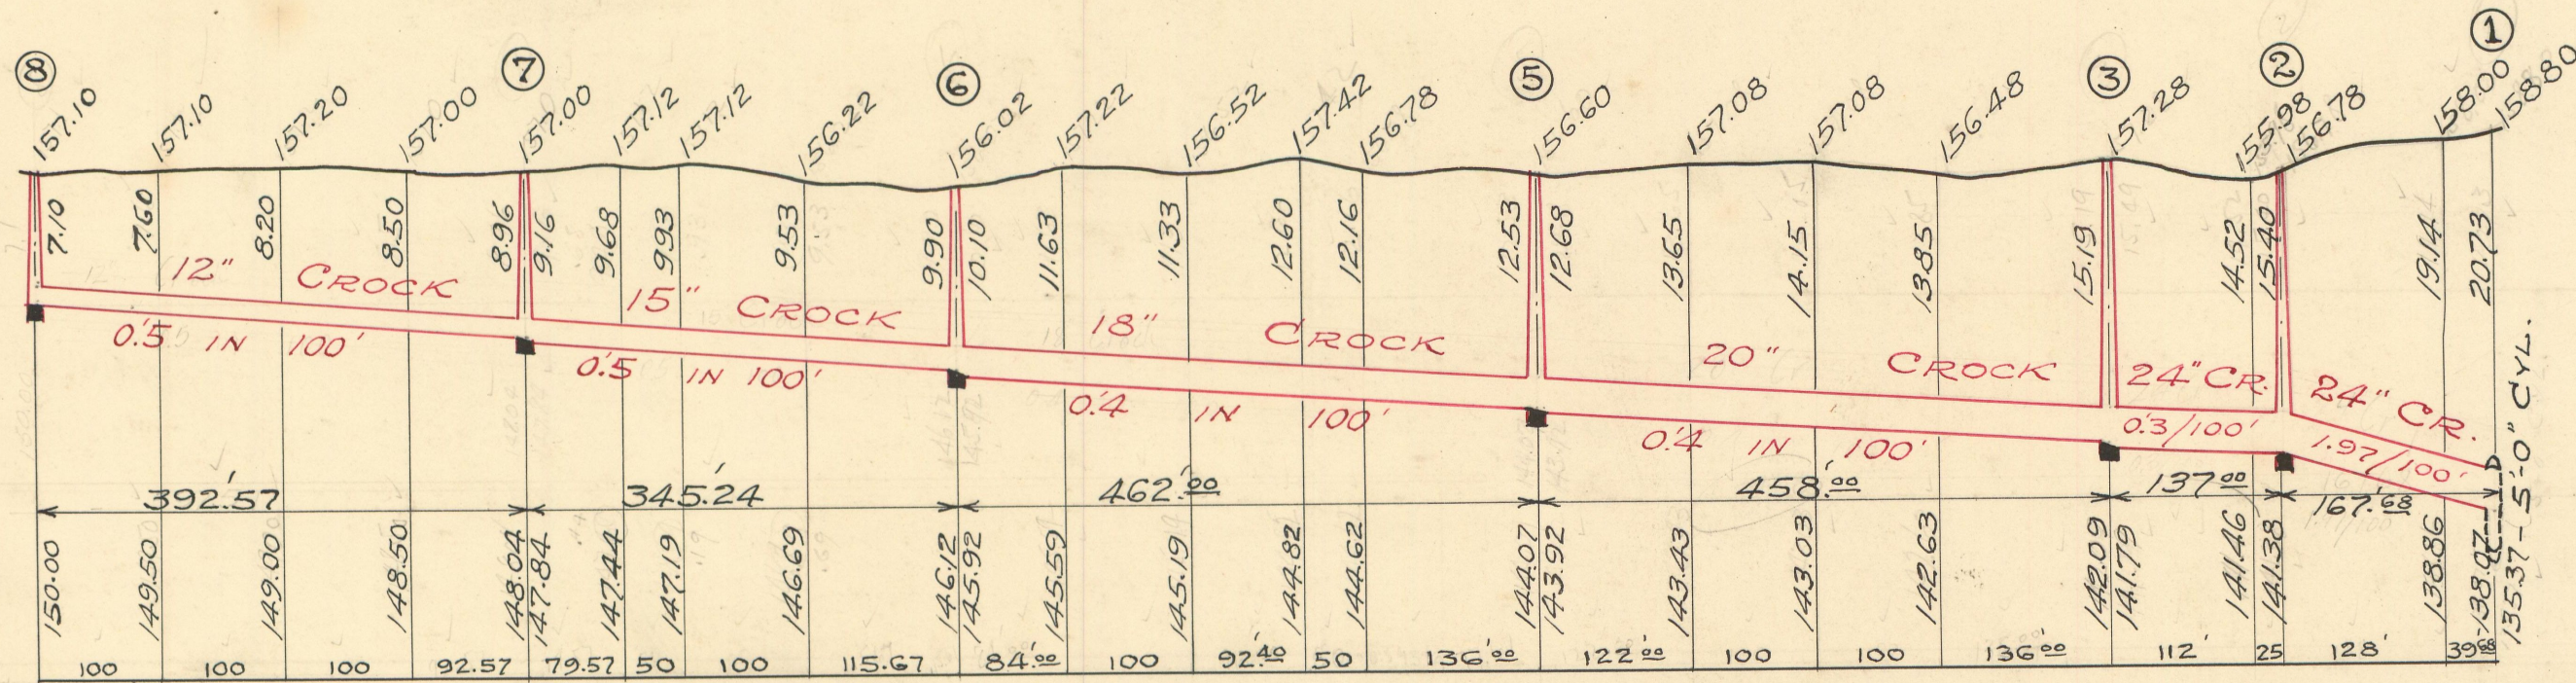 ⑧ ⑦ ⑥ ⑤ ③ ② ①
157.10 157.10 157.20 157.00 157.00 157.12 157.12 156.22 156.02 157.22 156.52 157.42 156.78 156.60 157.08 157.08 156.48 157.28 155.98 156.78 158.00 158.80
7.10 7.60 8.20 8.50 8.96 9.16 9.68 9.93 9.53 9.90 10.10 11.63 11.33 12.60 12.16 12.53 12.68 13.65 14.15 13.85 15.19 14.52 15.40 19.14 20.73
12" CROCK 15" CROCK 18" CROCK 20" CROCK 24" CR. 24" CR.
0.'5 IN 100' 0.'5 IN 100' 0.'4 IN 100' 0.'4 IN 100' 0.'3/100' 1.97/100'
392.'57 345.'24 462.'00 458.'00 137.00 167.'68
150.00 149.50 149.00 148.50 148.04 147.84 147.44 147.19 146.69 146.12 145.92 145.59 145.19 144.82 144.62 144.07 143.92 143.43 143.03 142.63 142.09 141.79 141.46 141.38 138.86 138.07 135.37-5'-0" CYL.
100 100 100 92.57 79.57 50 100 115.67 84.'00 100 92.'40 50 136.'00 122.00 100 100 136.00 112' 25 128' 39.68